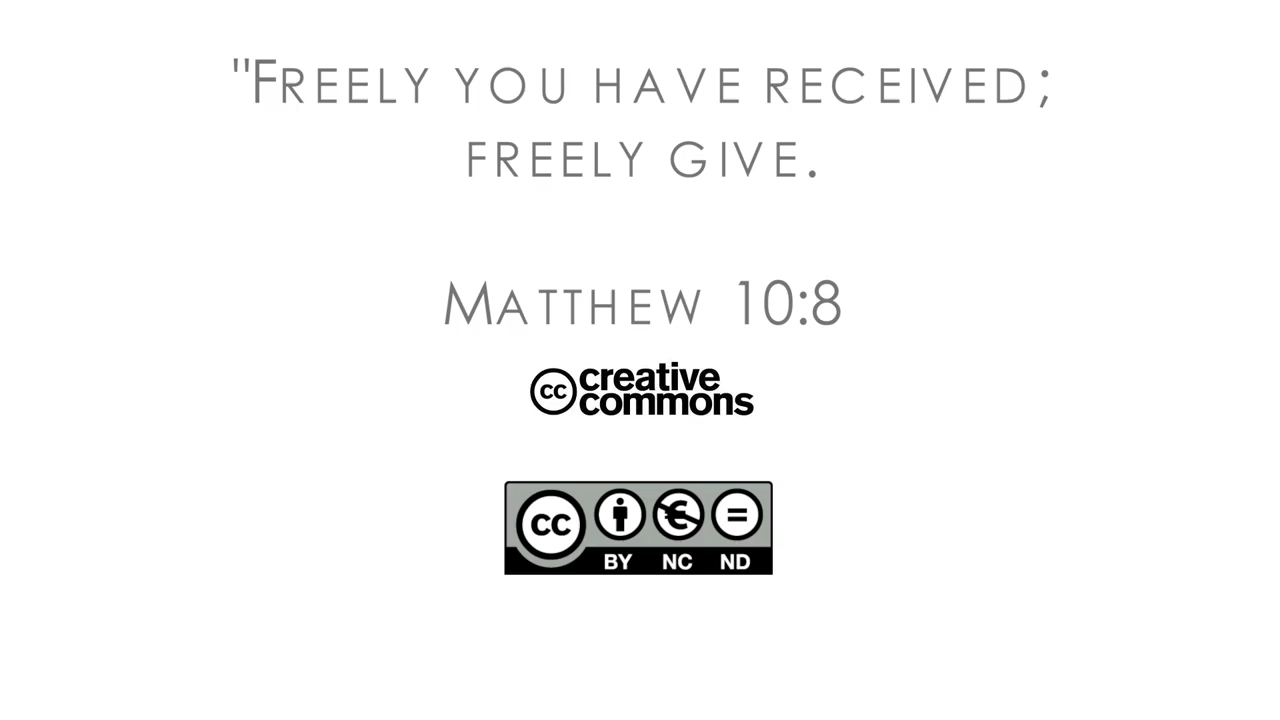 "FREELY YOU HAVE RECEIVED;
FREELY GIVE.
MATTHEW 10:8
cc creative
commons
cc
BY NC ND